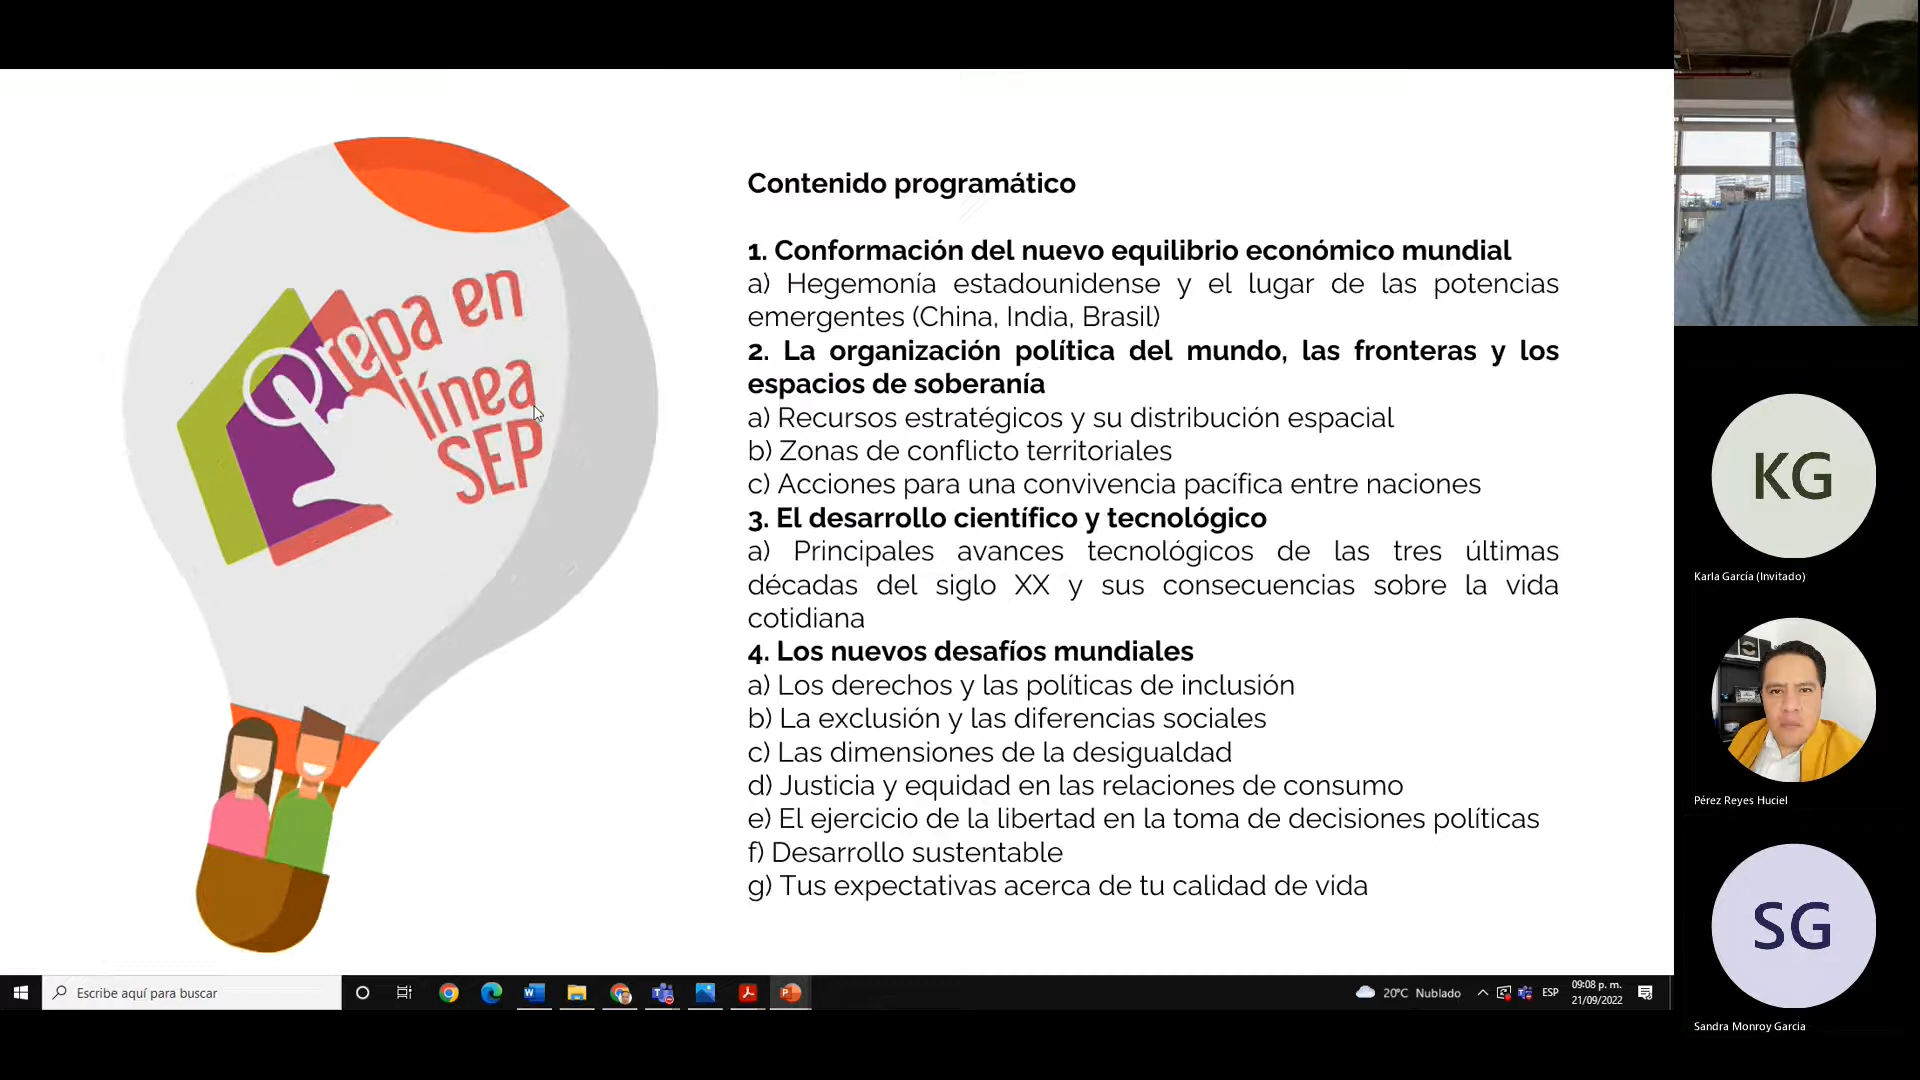 Prepa en
línea
SEP
Contenido programático
1. Conformación del nuevo equilibrio económico mundial
a) Hegemonía estadounidense y el lugar de las potencias
emergentes (China, India, Brasil)
2. La organización política del mundo, las fronteras y los
espacios de soberanía
a) Recursos estratégicos y su distribución espacial
b) Zonas de conflicto territoriales
c) Acciones para una convivencia pacífica entre naciones
3. El desarrollo científico y tecnológico
a) Principales avances tecnológicos de las tres últimas
décadas del siglo XX y sus consecuencias sobre la vida
cotidiana
4. Los nuevos desafíos mundiales
a) Los derechos y las políticas de inclusión
b) La exclusión y las diferencias sociales
c) Las dimensiones de la desigualdad
d) Justicia y equidad en las relaciones de consumo
e) El ejercicio de la libertad en la toma de decisiones políticas
f) Desarrollo sustentable
g) Tus expectativas acerca de tu calidad de vida
KG
Karla García (Invitado)
Pérez Reyes Huciel
SG
Sandra Monroy Garcia
Escribe aquí para buscar
20°C Nublado
ESP
09:08 p. m.
21/09/2022